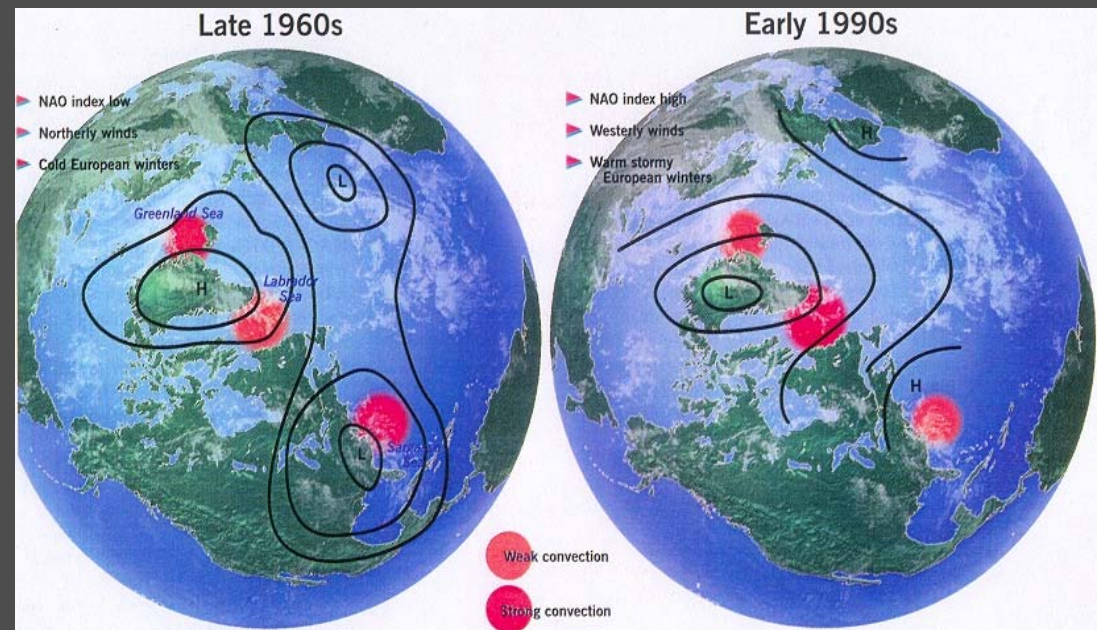 Late 1960s
NAO index low
Northerly winds
Cold European winters
Greenland Sea
H
Labrador
Sea
L
L
Early 1990s
NAO index high
Westerly winds
Warm stormy
European winters
H
L
H
Weak convection
Strong convection